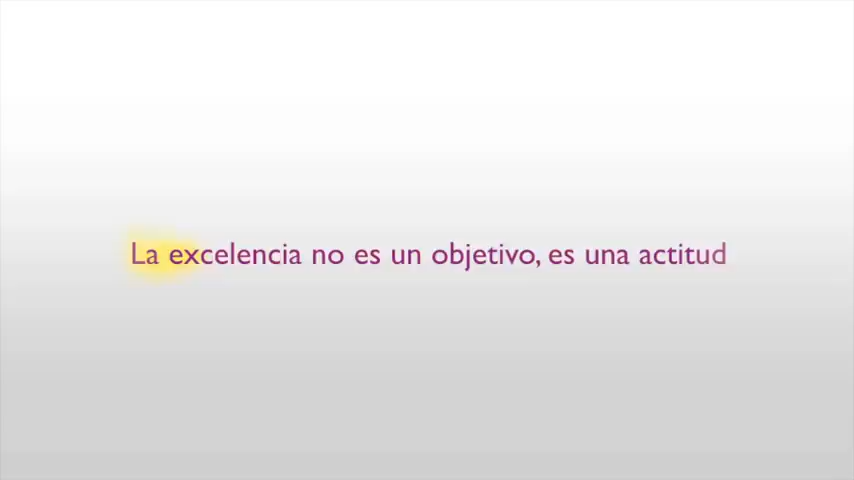 La excelencia no es un objetivo, es una actitud